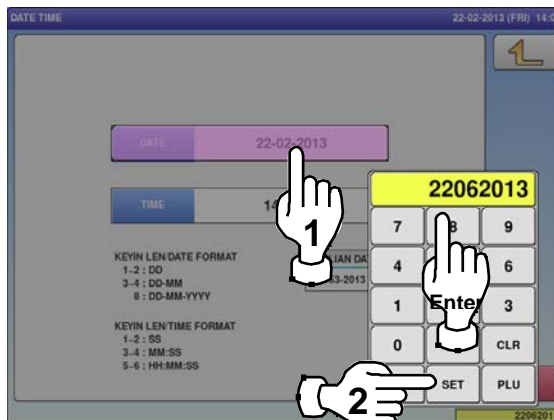 DATE TIME 22-02-2013 (FRI) 14:0
DATE 22-02-2013
22062013
TIME 14
1
7 8 9
KEYIN LEN/DATE FORMAT
1-2 : DD
3-4 : DD-MM
8 : DD-MM-YYYY
LIAN DA
53-2013
4 6
1 Enter 3
KEYIN LEN/TIME FORMAT
1-2 : SS
3-4 : MM:SS
5-6 : HH:MM:SS
0 CLR
2 SET PLU
2206201